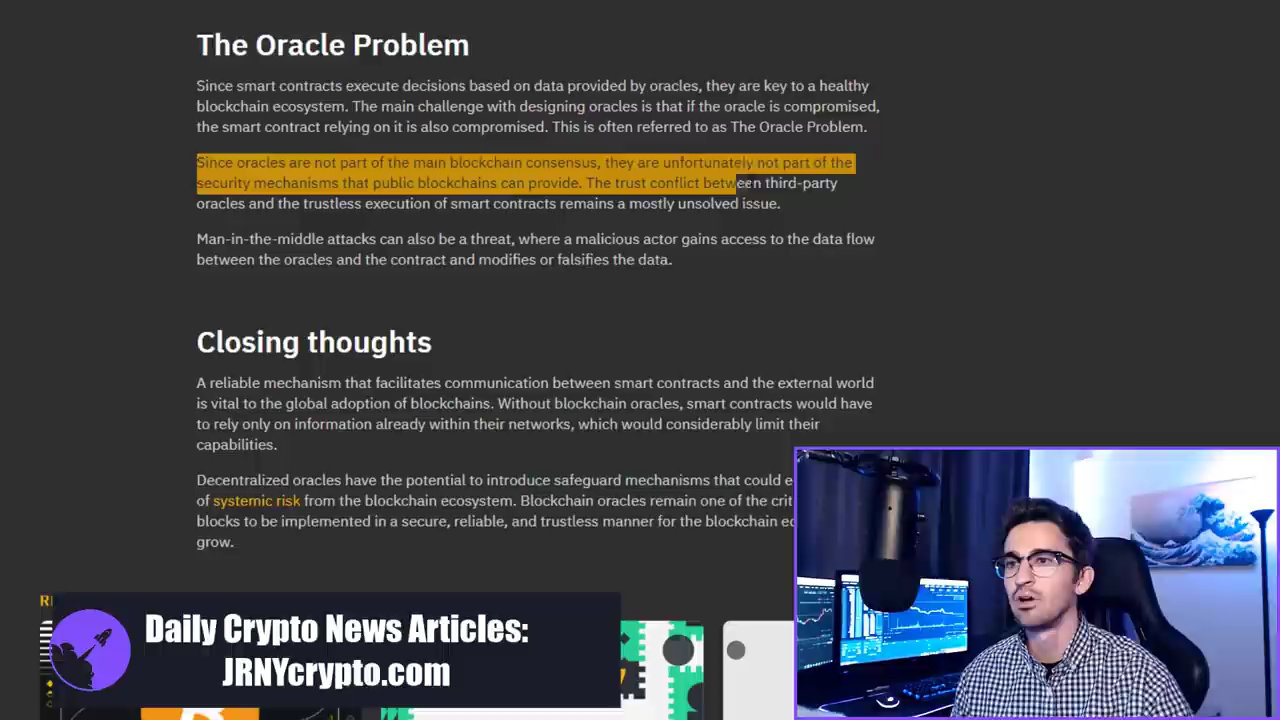 The Oracle Problem
Since smart contracts execute decisions based on data provided by oracles, they are key to a healthy
blockchain ecosystem. The main challenge with designing oracles is that if the oracle is compromised,
the smart contract relying on it is also compromised. This is often referred to as The Oracle Problem.
Since oracles are not part of the main blockchain consensus, they are unfortunately not part of the
security mechanisms that public blockchains can provide. The trust conflict between third-party
oracles and the trustless execution of smart contracts remains a mostly unsolved issue.
Man-in-the-middle attacks can also be a threat, where a malicious actor gains access to the data flow
between the oracles and the contract and modifies or falsifies the data.
Closing thoughts
A reliable mechanism that facilitates communication between smart contracts and the external world
is vital to the global adoption of blockchains. Without blockchain oracles, smart contracts would have
to rely only on information already within their networks, which would considerably limit their
capabilities.
Decentralized oracles have the potential to introduce safeguard mechanisms that could
of systemic risk from the blockchain ecosystem. Blockchain oracles remain one of the
blocks to be implemented in a secure, reliable, and trustless manner for the blockchain
grow.
Daily Crypto News Articles:
JRNYcrypto.com